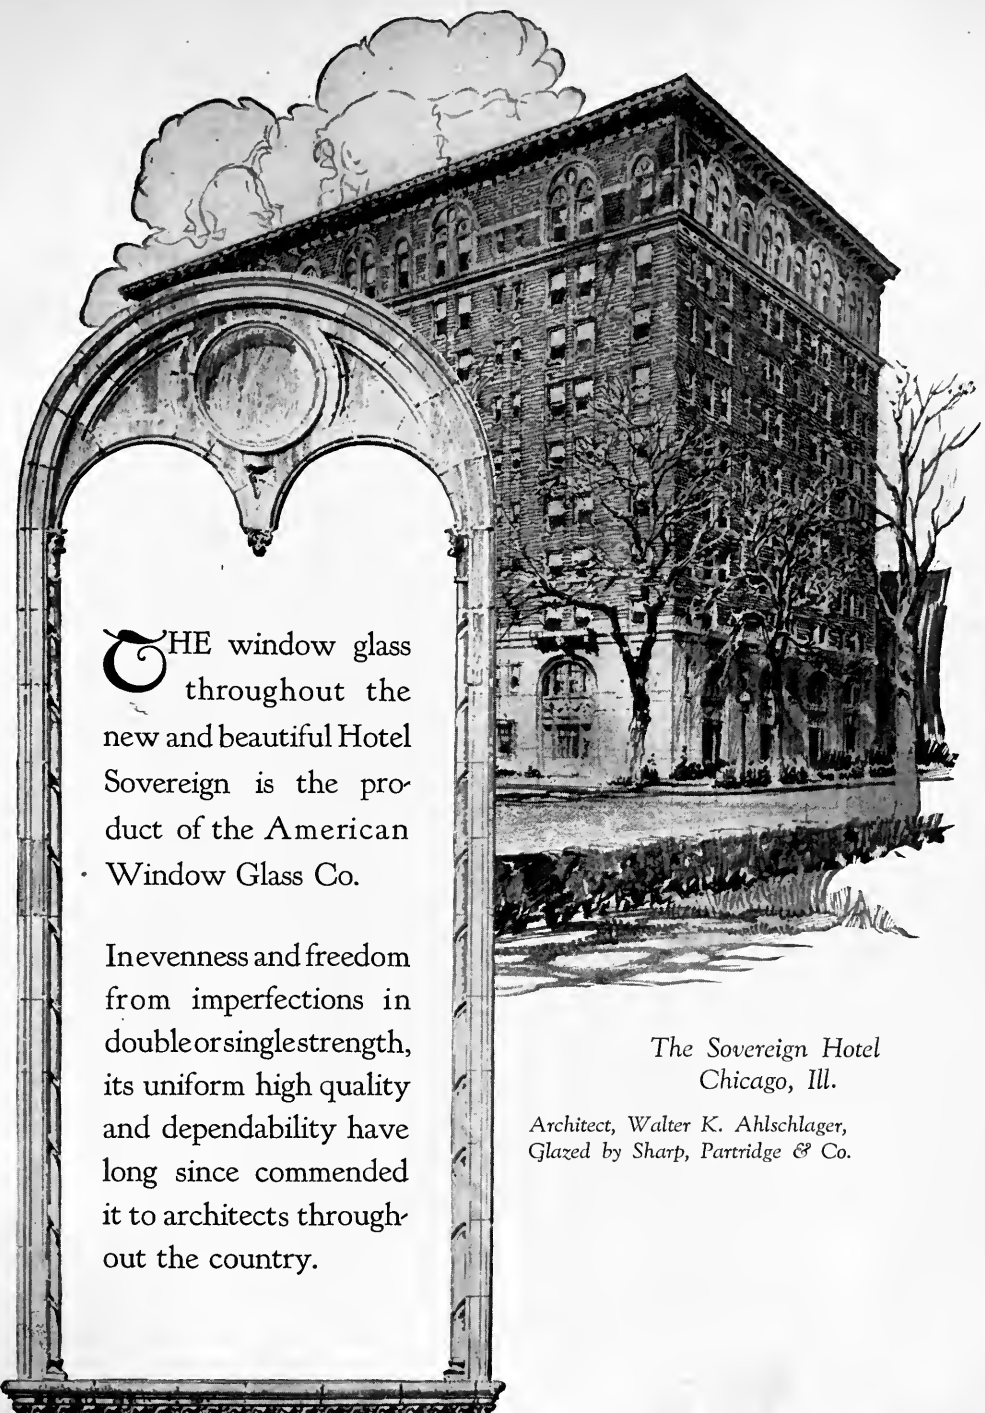 THE window glass
throughout the
new and beautiful Hotel
Sovereign is the pro-
duct of the American
Window Glass Co.
In evenness and freedom
from imperfections in
double or single strength,
its uniform high quality
and dependability have
long since commended
it to architects through-
out the country.
The Sovereign Hotel
Chicago, Ill.
Architect, Walter K. Ahlschlager,
Glazed by Sharp, Partridge & Co.